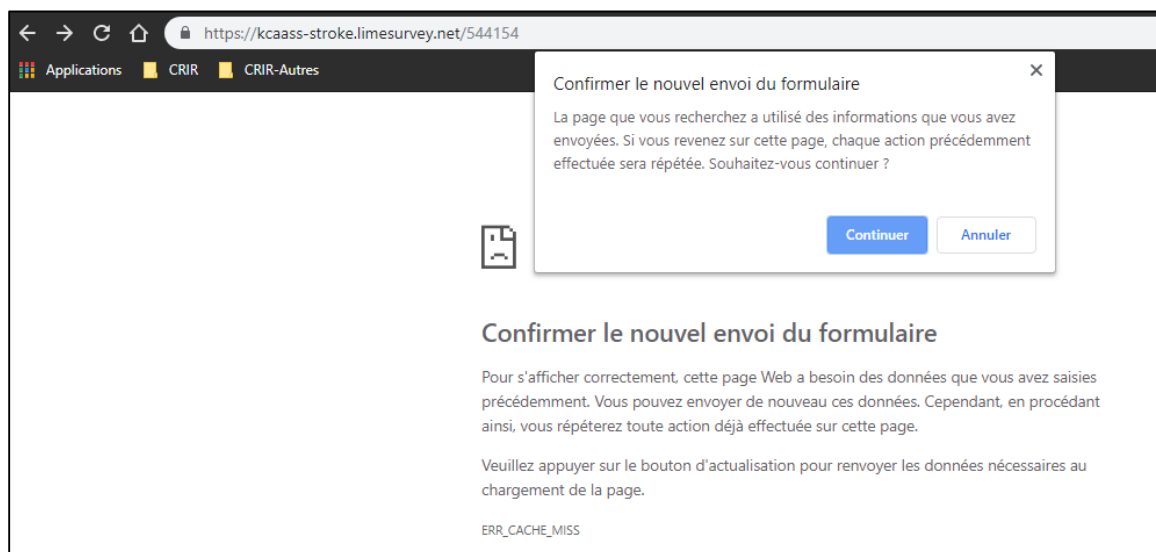 https://kcaass-stroke.limesurvey.net/544154
Applications CRIR CRIR-Autres
Confirmer le nouvel envoi du formulaire
La page que vous recherchez a utilisé des informations que vous avez
envoyées. Si vous revenez sur cette page, chaque action précédemment
effectuée sera répétée. Souhaitez-vous continuer ?
Continuer Annuler
Confirmer le nouvel envoi du formulaire
Pour s'afficher correctement, cette page Web a besoin des données que vous avez saisies
précédemment. Vous pouvez envoyer de nouveau ces données. Cependant, en procédant
ainsi, vous répéterez toute action déjà effectuée sur cette page.
Veuillez appuyer sur le bouton d'actualisation pour renvoyer les données nécessaires au
chargement de la page.
ERR_CACHE_MISS